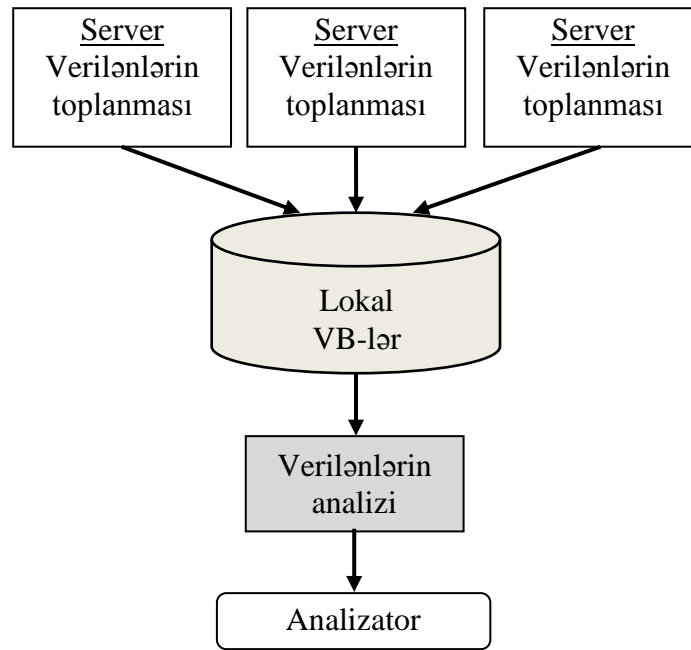 Server
Verilənlərin
toplanması
Server
Verilənlərin
toplanması
Server
Verilənlərin
toplanması
Lokal
VB-lər
Verilənlərin
analizi
Analizator